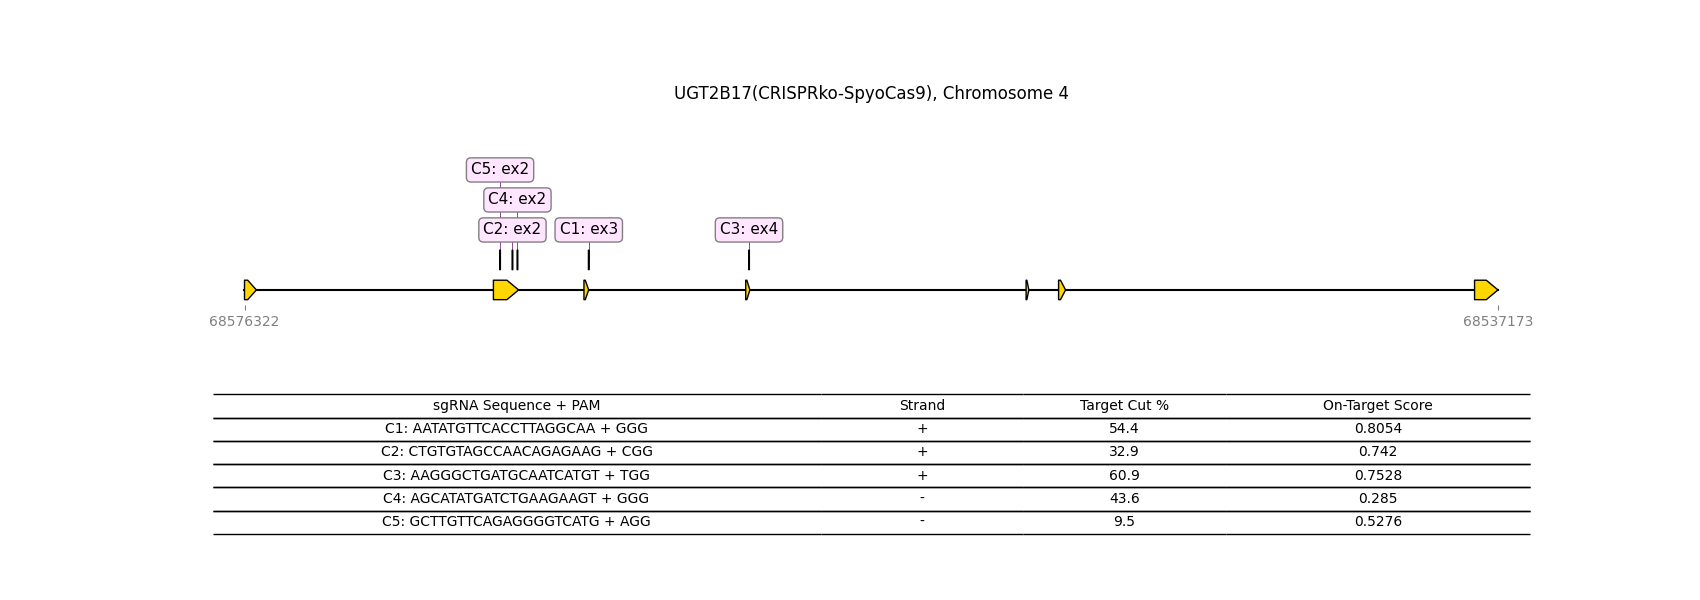 UGT2B17(CRISPRko-SpyoCas9), Chromosome 4
C5: ex2
C4: ex2
C2: ex2 C1: ex3 C3: ex4
68576322 68537173
sgRNA Sequence + PAM Strand Target Cut % On-Target Score
C1: AATATGTTCACCTTAGGCAA + GGG + 54.4 0.8054
C2: CTGTGTAGCCAACAGAGAAG + CGG + 32.9 0.742
C3: AAGGGCTGATGCAATCATGT + TGG + 60.9 0.7528
C4: AGCATATGATCTGAAGAAGT + GGG - 43.6 0.285
C5: GCTTGTTCAGAGGGGTCATG + AGG - 9.5 0.5276